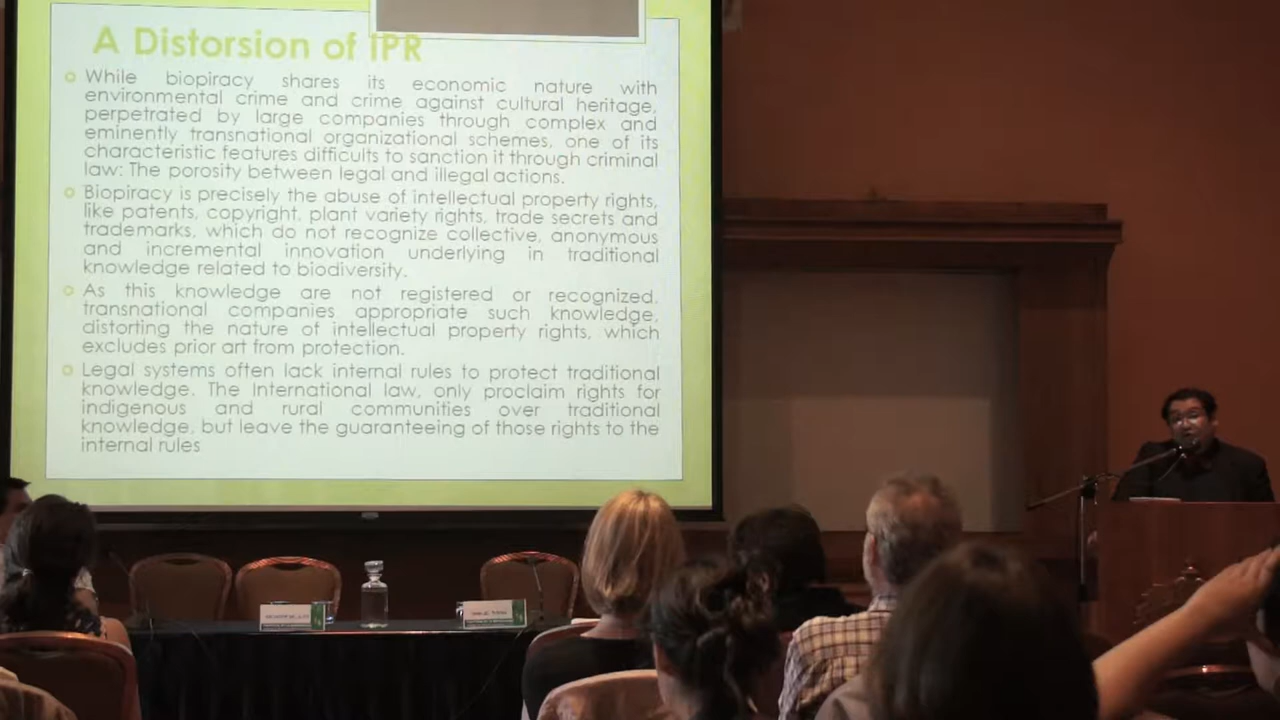 A Distorsion of IPR
While biopiracy shares its economic nature with
environmental crime and crime against cultural heritage,
perpetrated by large companies through complex and
eminently transnational organizational schemes, one of its
characteristic features difficults to sanction it through criminal
law: The porosity between legal and illegal actions.
Biopiracy is precisely the abuse of intellectual property rights,
like patents, copyright, plant variety rights, trade secrets and
trademarks, which do not recognize collective, anonymous
and incremental innovation underlying in traditional
knowledge related to biodiversity.
As this knowledge are not registered or recognized,
transnational companies appropriate such knowledge,
distorting the nature of intellectual property rights, which
excludes prior art from protection.
Legal systems often lack internal rules to protect traditional
knowledge. The International law, only proclaim rights for
indigenous and rural communities over traditional
knowledge, but leave the guaranteeing of those rights to the
internal rules